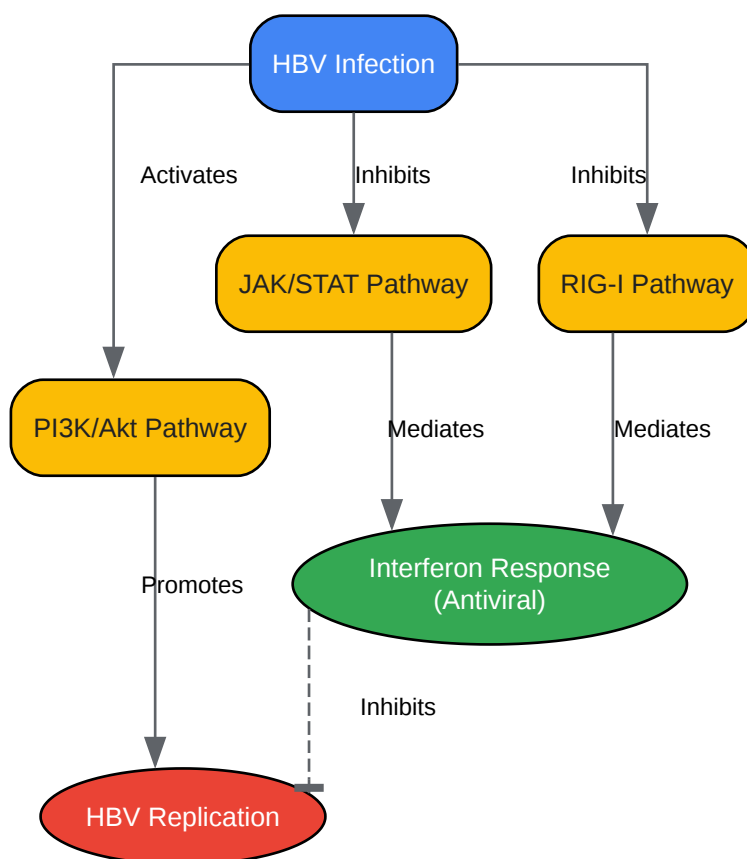 HBV Infection
Activates
Inhibits
Inhibits
JAK/STAT Pathway
RIG-I Pathway
PI3K/Akt Pathway
Mediates
Mediates
Interferon Response
(Antiviral)
Promotes
Inhibits
HBV Replication